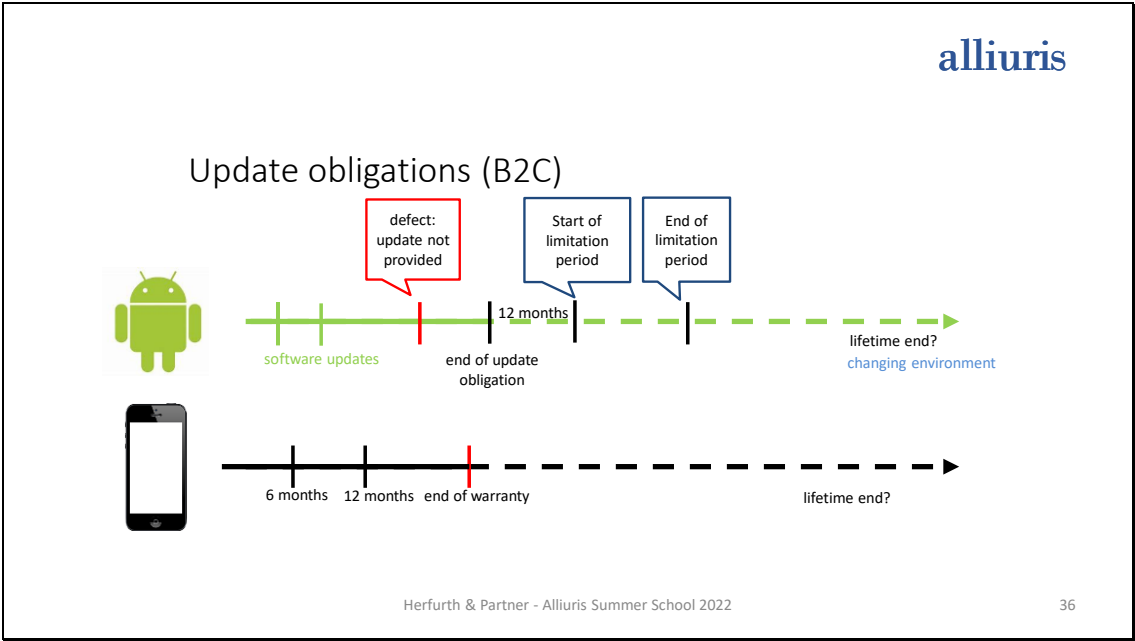 alliuris
Update obligations (B2C)
defect:
update not
provided
Start of
limitation
period
End of
limitation
period
12 months
software updates
end of update
obligation
lifetime end?
changing environment
6 months
12 months
end of warranty
lifetime end?
Herfurth & Partner - Alliuris Summer School 2022
36